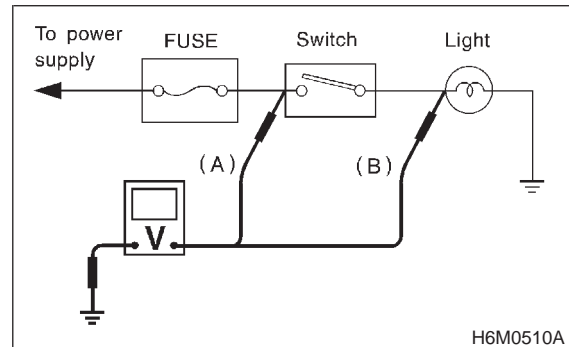 To power
supply
FUSE
Switch
Light
(A)
(B)
V
H6M0510A